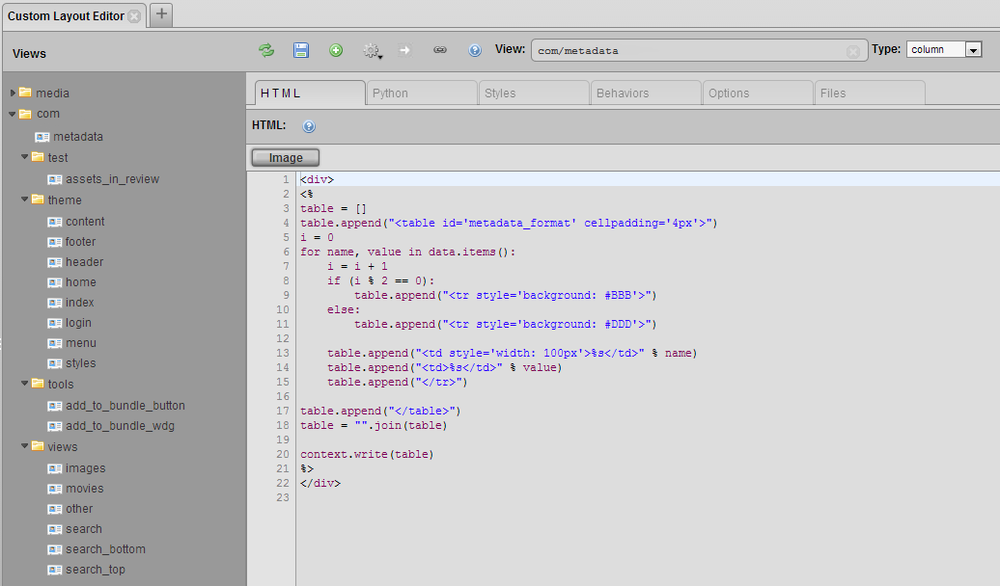 Custom Layout Editor
+
Views
View: com/metadata
Type: column
media
com
metadata
test
assets_in_review
theme
content
footer
header
home
index
login
menu
styles
tools
add_to_bundle_button
add_to_bundle_wdg
views
images
movies
other
search
search_bottom
search_top
HTML Python Styles Behaviors Options Files
HTML:
Image
1 <div>
2 <%
3 table = []
4 table.append("<table id='metadata_format' cellpadding='4px'>")
5 i = 0
6 for name, value in data.items():
7     i = i + 1
8     if (i % 2 == 0):
9         table.append("<tr style='background: #BBB'>")
10     else:
11         table.append("<tr style='background: #DDD'>")
12
13     table.append("<td style='width: 100px'>%s</td>" % name)
14     table.append("<td>%s</td>" % value)
15     table.append("</tr>")
16
17 table.append("</table>")
18 table = "".join(table)
19
20 context.write(table)
21 %>
22 </div>
23